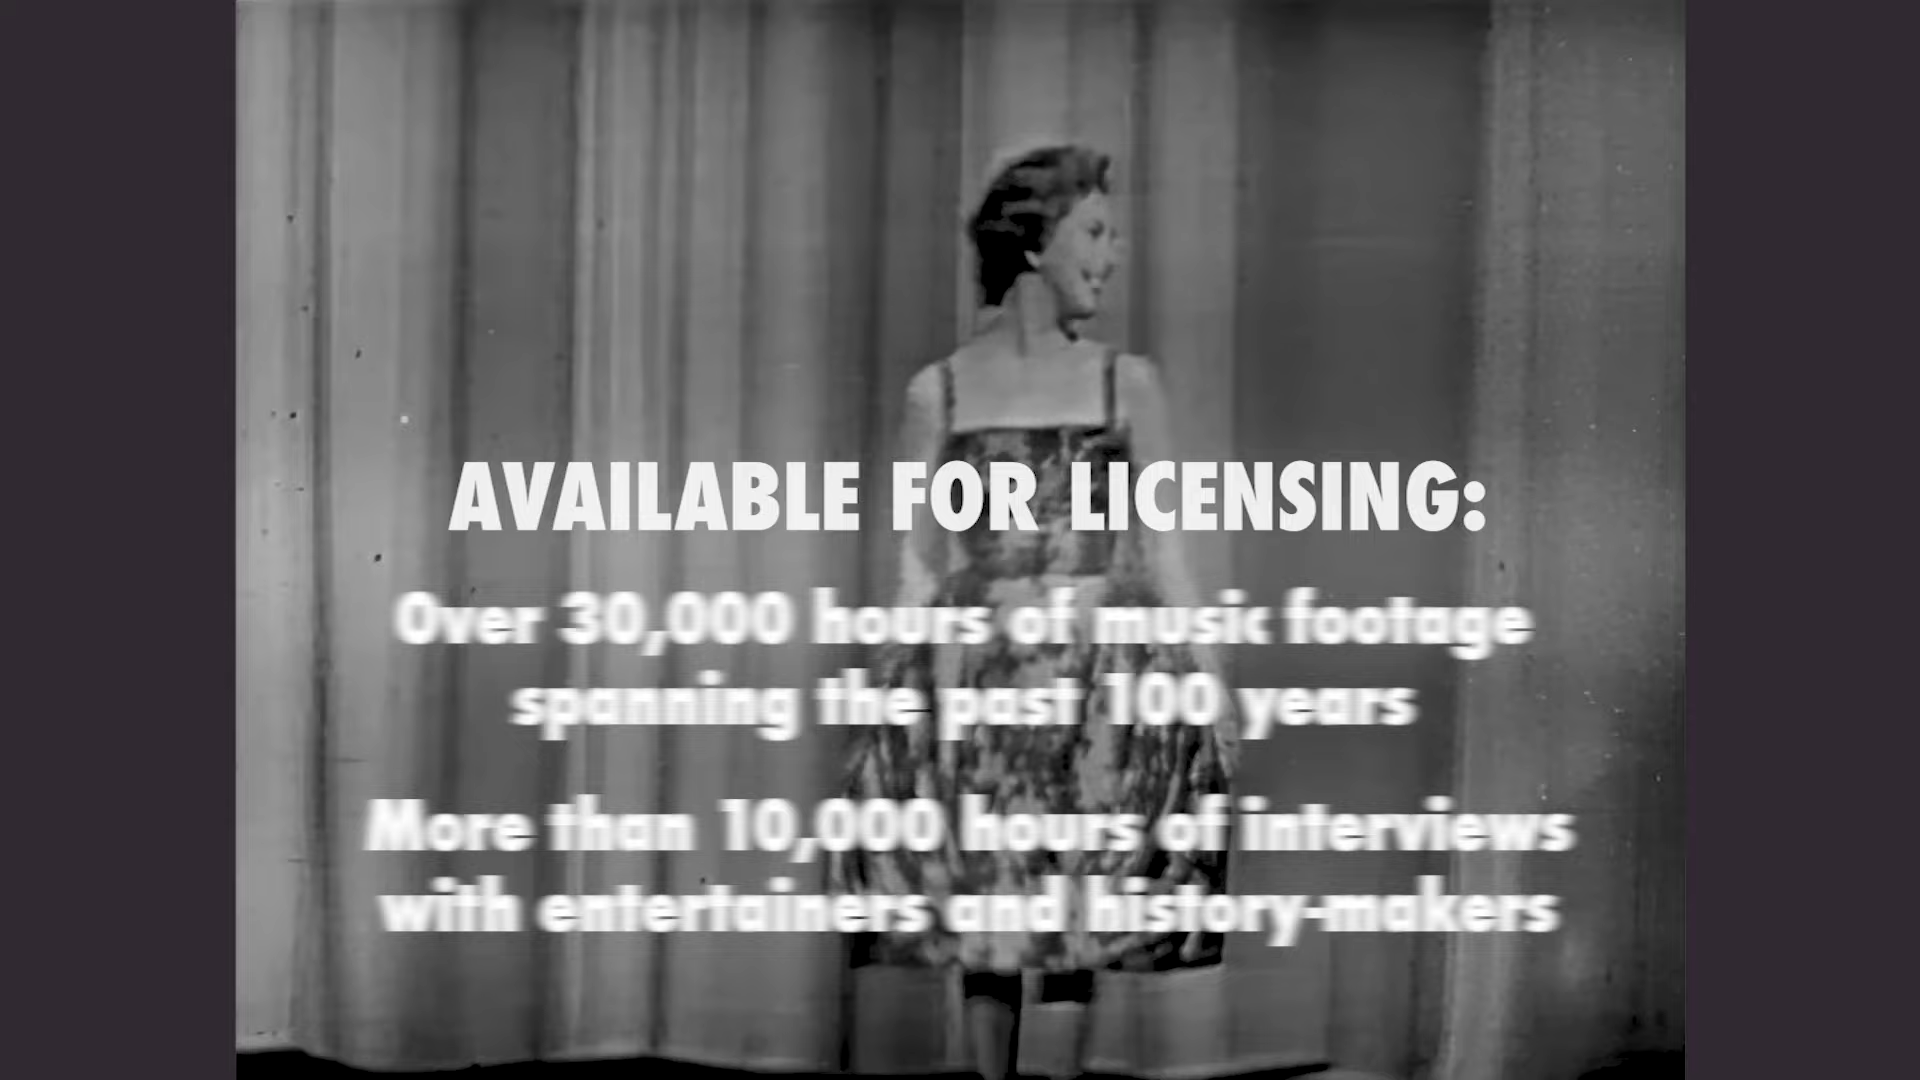 AVAILABLE FOR LICENSING:
Over 30,000 hours of music footage
spanning the past 100 years
More than 10,000 hours of interviews
with entertainers and history-makers